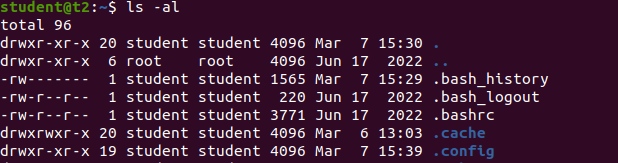 student@t2:~$ ls -al
total 96
drwxr-xr-x 20 student student 4096 Mar  7 15:30 .
drwxr-xr-x  6 root    root    4096 Jun 17  2022 ..
-rw-------  1 student student 1565 Mar  7 15:29 .bash_history
-rw-r--r--  1 student student  220 Jun 17  2022 .bash_logout
-rw-r--r--  1 student student 3771 Jun 17  2022 .bashrc
drwxrwxr-x 20 student student 4096 Mar  6 13:03 .cache
drwxr-xr-x 19 student student 4096 Mar  7 15:39 .config